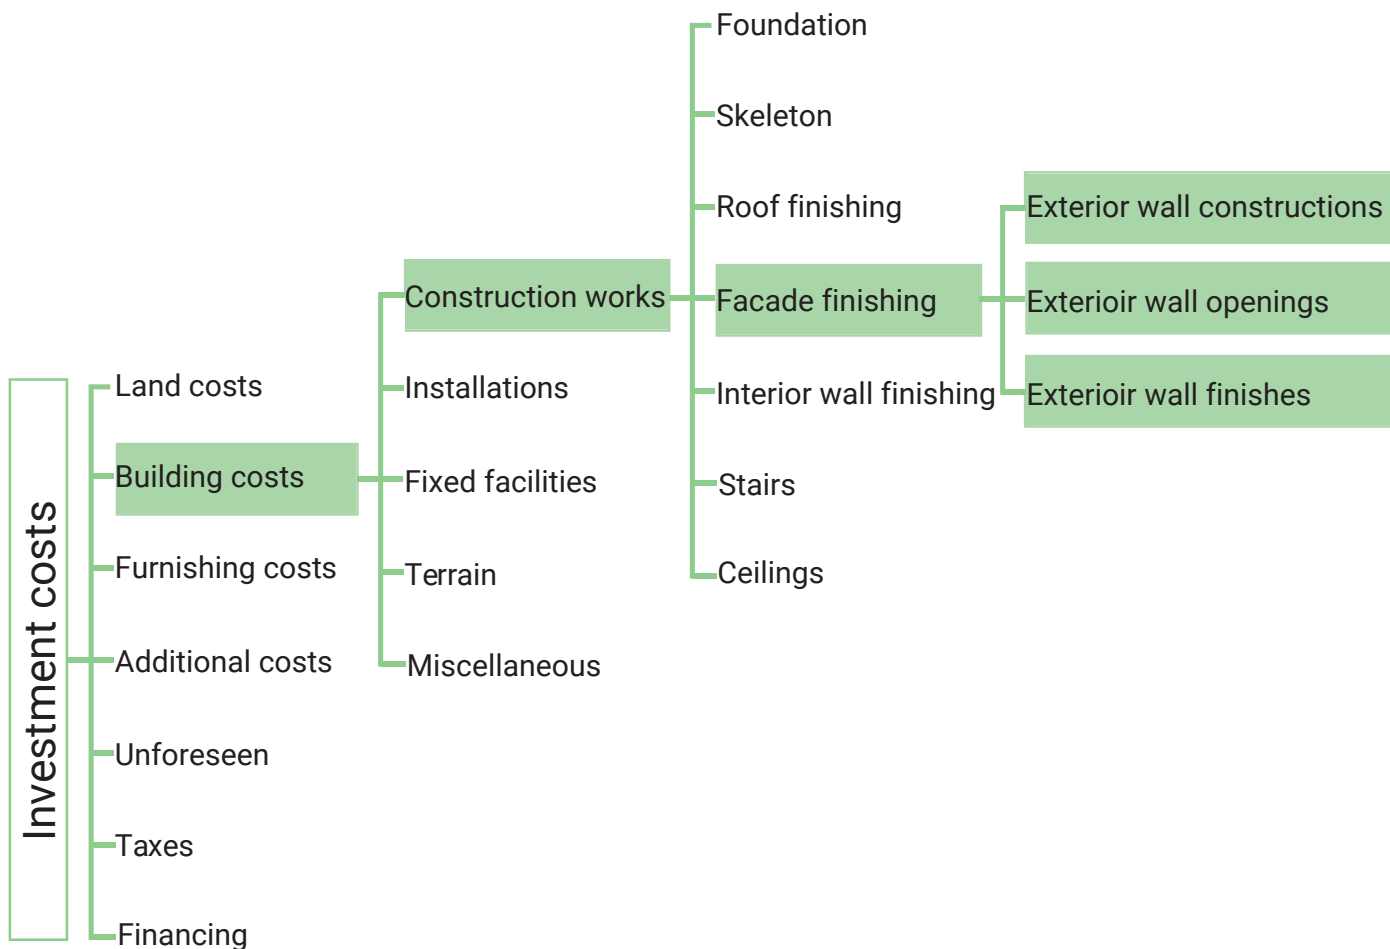 Investment costs
Land costs
Building costs
Furnishing costs
Additional costs
Unforeseen
Taxes
Financing
Construction works
Installations
Fixed facilities
Terrain
Miscellaneous
Foundation
Skeleton
Roof finishing
Facade finishing
Interior wall finishing
Stairs
Ceilings
Exterior wall constructions
Exterioir wall openings
Exterioir wall finishes